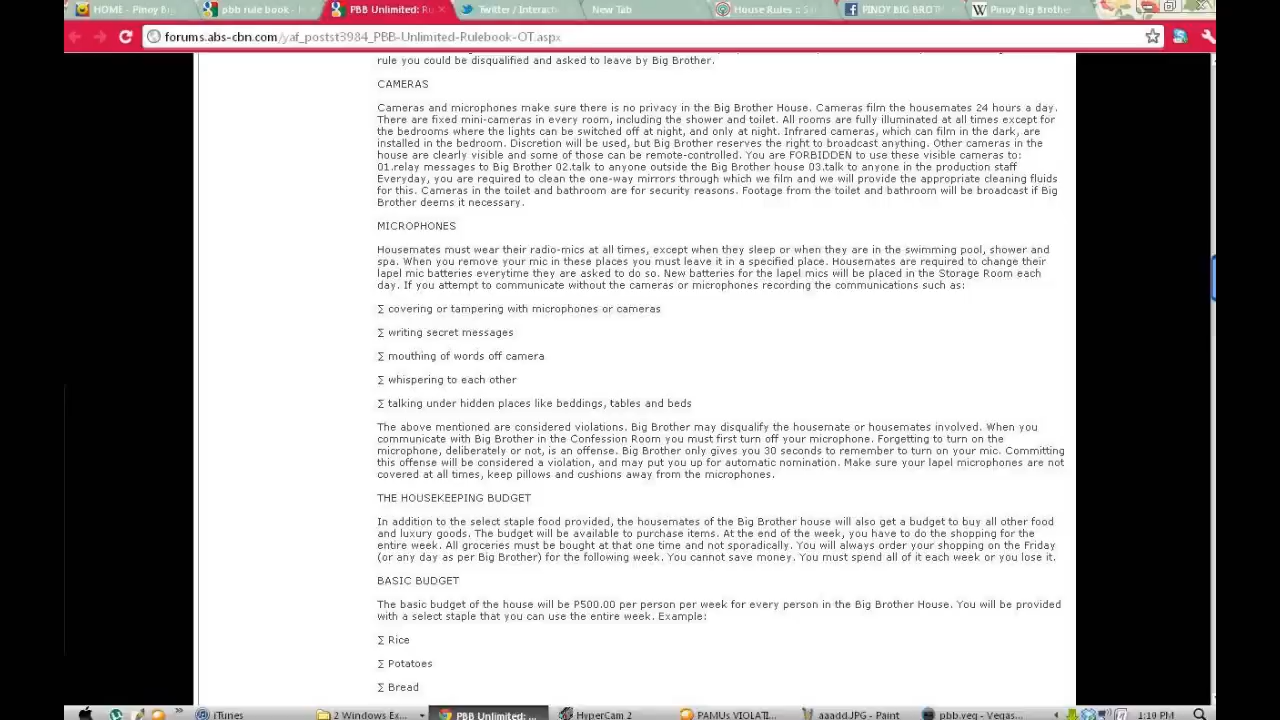 HOME - Pinoy Bi
pbb rule book -
PBB Unlimited: Ru
Twitter / Interacti
New Tab
House Rules ::
PINOY BIG BROTH
Pinoy Big Brothe
forums.abs-cbn.com/yaf_postst3984_PBB-Unlimited-Rulebook-OT.aspx
rule you could be disqualified and asked to leave by Big Brother.
CAMERAS
Cameras and microphones make sure there is no privacy in the Big Brother House. Cameras film the housemates 24 hours a day.
There are fixed mini-cameras in every room, including the shower and toilet. All rooms are fully illuminated at all times except for
the bedrooms where the lights can be switched off at night, and only at night. Infrared cameras, which can film in the dark, are
installed in the bedroom. Discretion will be used, but Big Brother reserves the right to broadcast anything. Other cameras in the
house are clearly visible and some of those can be remote-controlled. You are FORBIDDEN to use these visible cameras to:
01.relay messages to Big Brother 02.talk to anyone outside the Big Brother house 03.talk to anyone in the production staff
Everyday, you are required to clean the one-way mirrors through which we film and we will provide the appropriate cleaning fluids
for this. Cameras in the toilet and bathroom are for security reasons. Footage from the toilet and bathroom will be broadcast if Big
Brother deems it necessary.
MICROPHONES
Housemates must wear their radio-mics at all times, except when they sleep or when they are in the swimming pool, shower and
spa. When you remove your mic in these places you must leave it in a specified place. Housemates are required to change their
lapel mic batteries everytime they are asked to do so. New batteries for the lapel mics will be placed in the Storage Room each
day. If you attempt to communicate without the cameras or microphones recording the communications such as:
∑ covering or tampering with microphones or cameras
∑ writing secret messages
∑ mouthing of words off camera
∑ whispering to each other
∑ talking under hidden places like beddings, tables and beds
The above mentioned are considered violations. Big Brother may disqualify the housemate or housemates involved. When you
communicate with Big Brother in the Confession Room you must first turn off your microphone. Forgetting to turn on the
microphone, deliberately or not, is an offense. Big Brother only gives you 30 seconds to remember to turn on your mic. Committing
this offense will be considered a violation, and may put you up for automatic nomination. Make sure your lapel microphones are not
covered at all times, keep pillows and cushions away from the microphones.
THE HOUSEKEEPING BUDGET
In addition to the select staple food provided, the housemates of the Big Brother house will also get a budget to buy all other food
and luxury goods. The budget will be available to purchase items. At the end of the week, you have to do the shopping for the
entire week. All groceries must be bought at that one time and not sporadically. You will always order your shopping on the Friday
(or any day as per Big Brother) for the following week. You cannot save money. You must spend all of it each week or you lose it.
BASIC BUDGET
The basic budget of the house will be P500.00 per person per week for every person in the Big Brother House. You will be provided
with a select staple that you can use the entire week. Example:
∑ Rice
∑ Potatoes
∑ Bread
iTunes
2 Windows Ex...
PBB Unlimited: ...
HyperCam 2
PAMUs VIOLATI...
aaadd.JPG - Paint
pbb.veg - Vegas...
1:10 PM